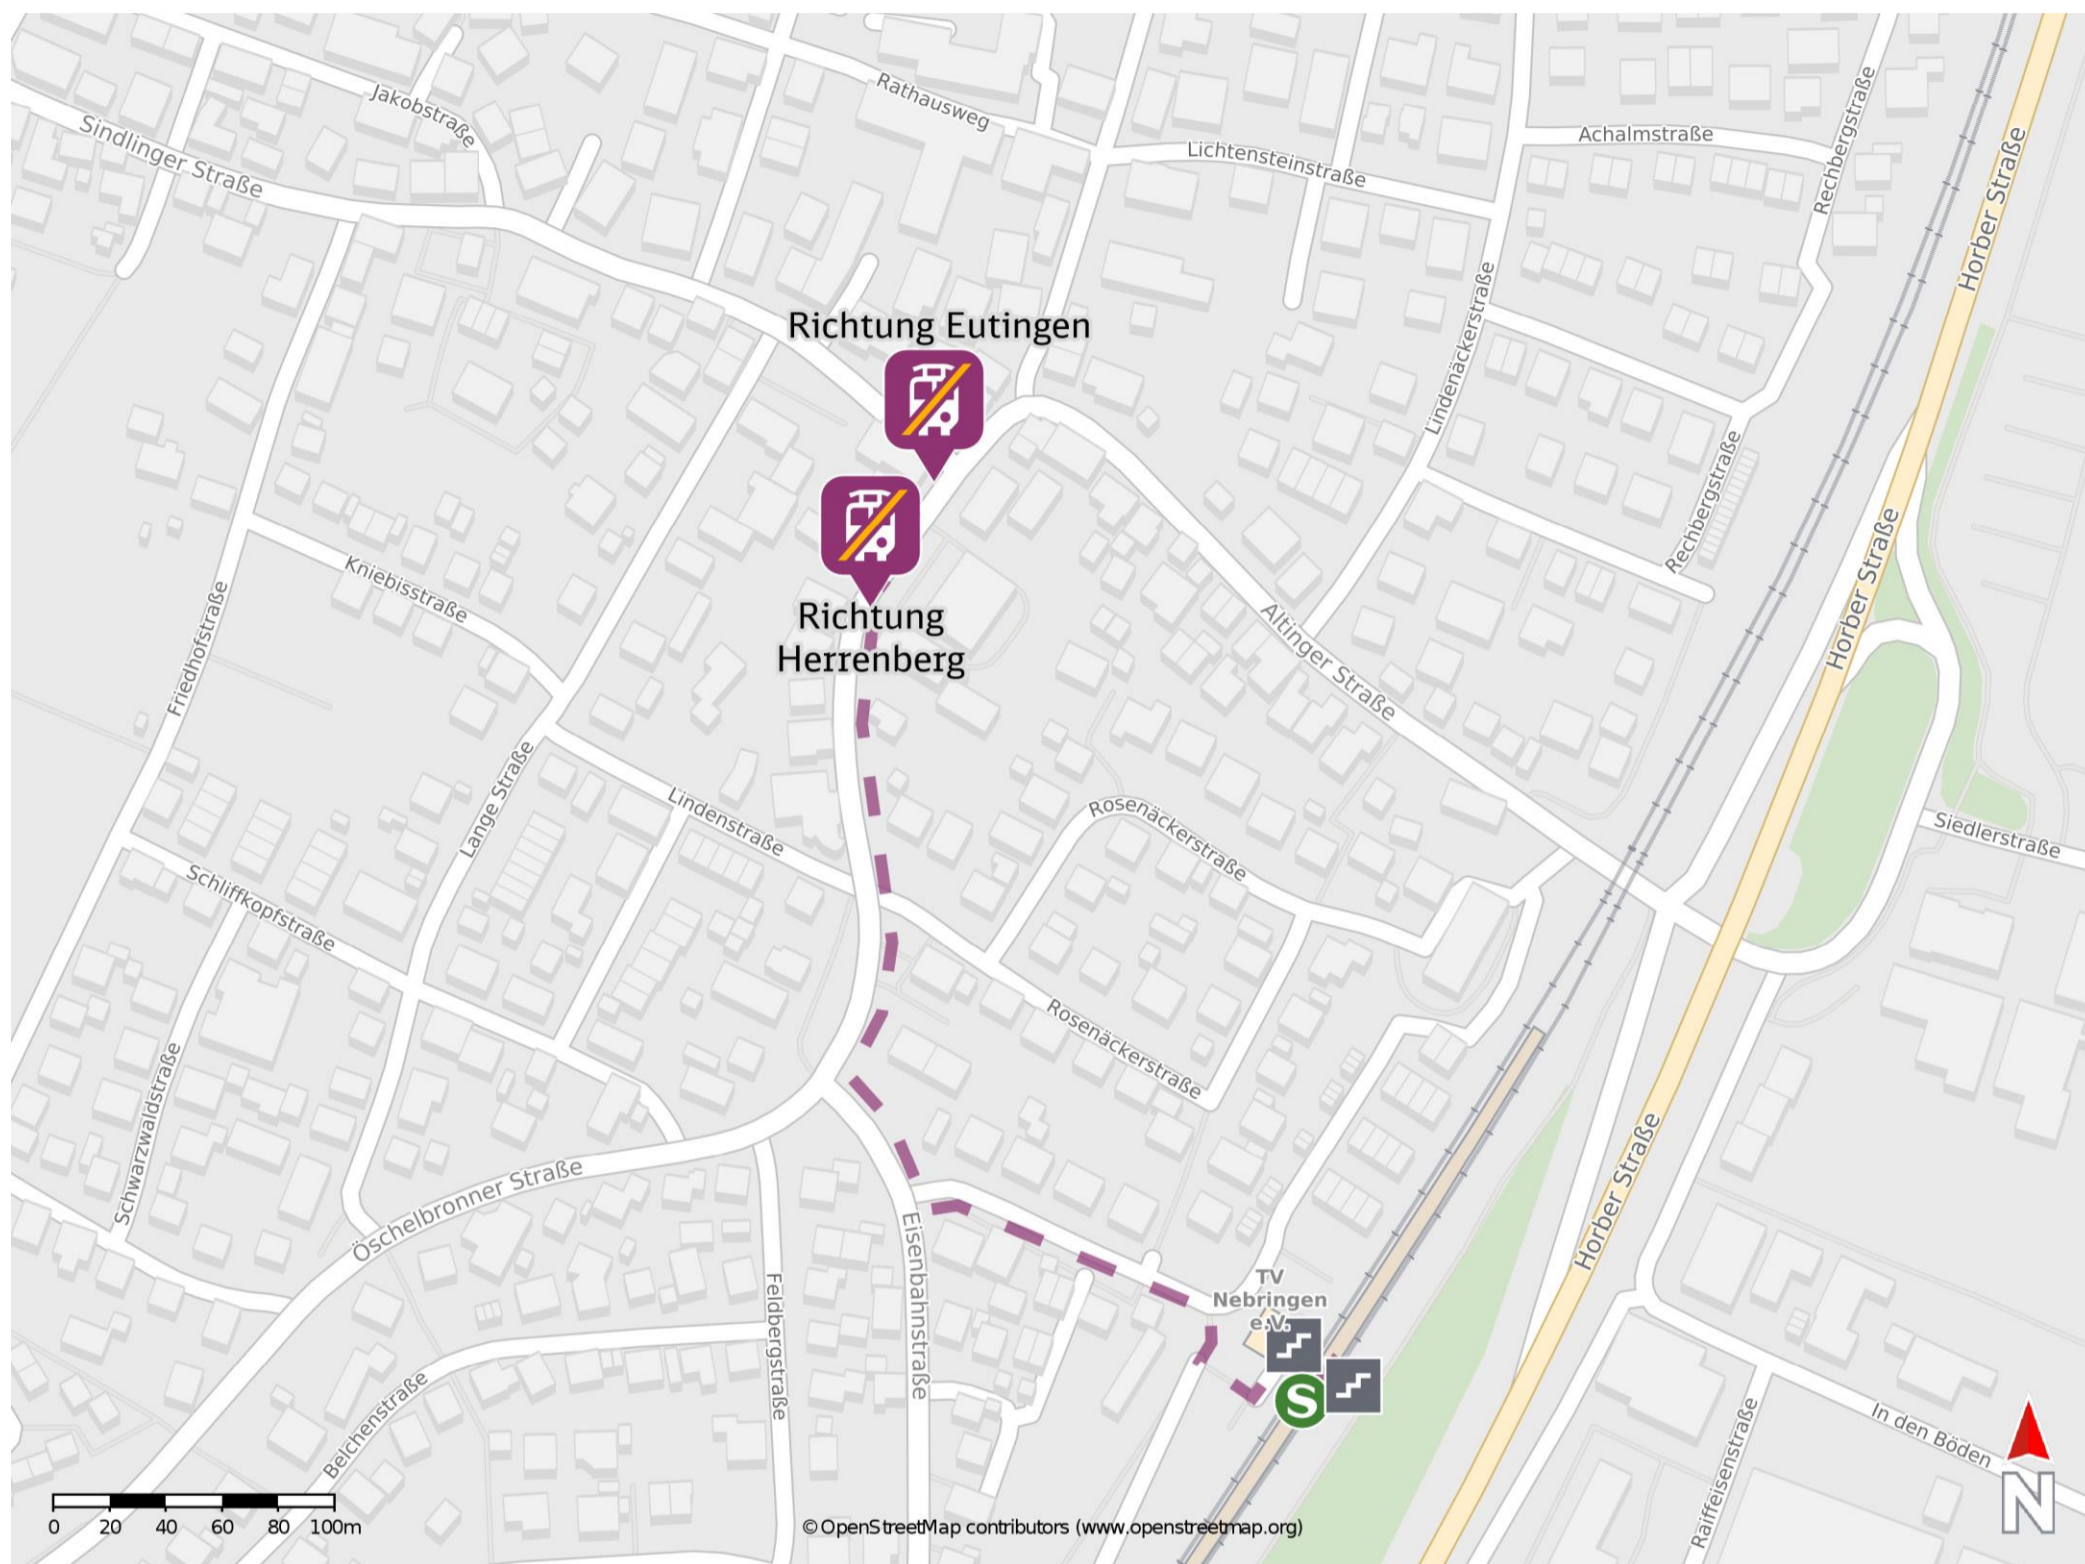 Jakobstraße
Rathausweg
Sindlinger Straße
Lichtensteinstraße
Achalmstraße
Rechbergstraße
Horber Straße
Richtung Eutingen
Lindenäckerstraße
Rechbergstraße
Kniebisstraße
Richtung
Herrenberg
Friedhofstraße
Altinger Straße
Horber Straße
Lange Straße
Lindenstraße
Rosenäckerstraße
Siedlerstraße
Schliffkopfstraße
Rosenäckerstraße
Schwarzwaldstraße
Öschelbronner Straße
Eisenbahnstraße
Horber Straße
TV
Nebringen
e.V.
Feldbergstraße
S
Belchenstraße
In den Böden
Raiffeisenstraße
N
0 20 40 60 80 100m
© OpenStreetMap contributors (www.openstreetmap.org)